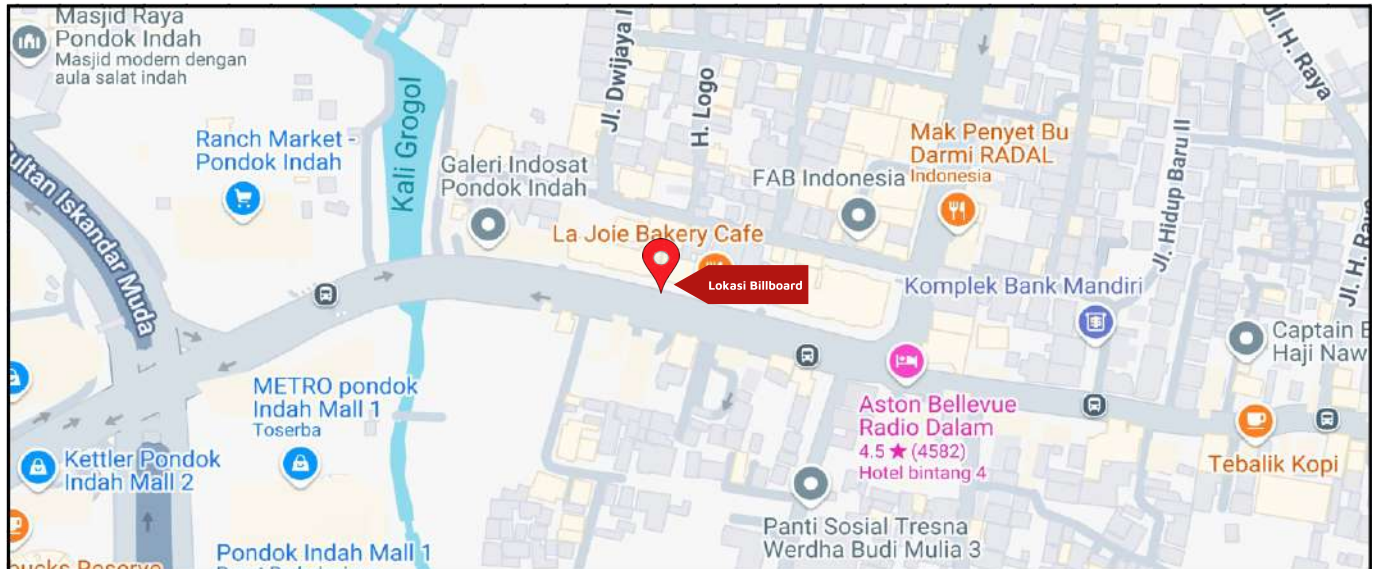 Masjid Raya
Pondok Indah
Masjid modern dengan
aula salat indah
Ranch Market -
Pondok Indah
Kali Grogol
Galeri Indosat
Pondok Indah
Jl. Dwijaya I
H. Logo
FAB Indonesia
Mak Penyet Bu
Darmi RADAL
Indonesia
Jl. Hidup Baru II
Jl. H. Raya
Jl. H. Raya
Sultan Iskandar Muda
La Joie Bakery Cafe
Lokasi Billboard
Komplek Bank Mandiri
Captain
Haji Naw
METRO pondok
Indah Mall 1
Toserba
Aston Bellevue
Radio Dalam
4.5 ★ (4582)
Hotel bintang 4
Tebalik Kopi
Kettler Pondok
Indah Mall 2
Panti Sosial Tresna
Werdha Budi Mulia 3
Pondok Indah Mall 1